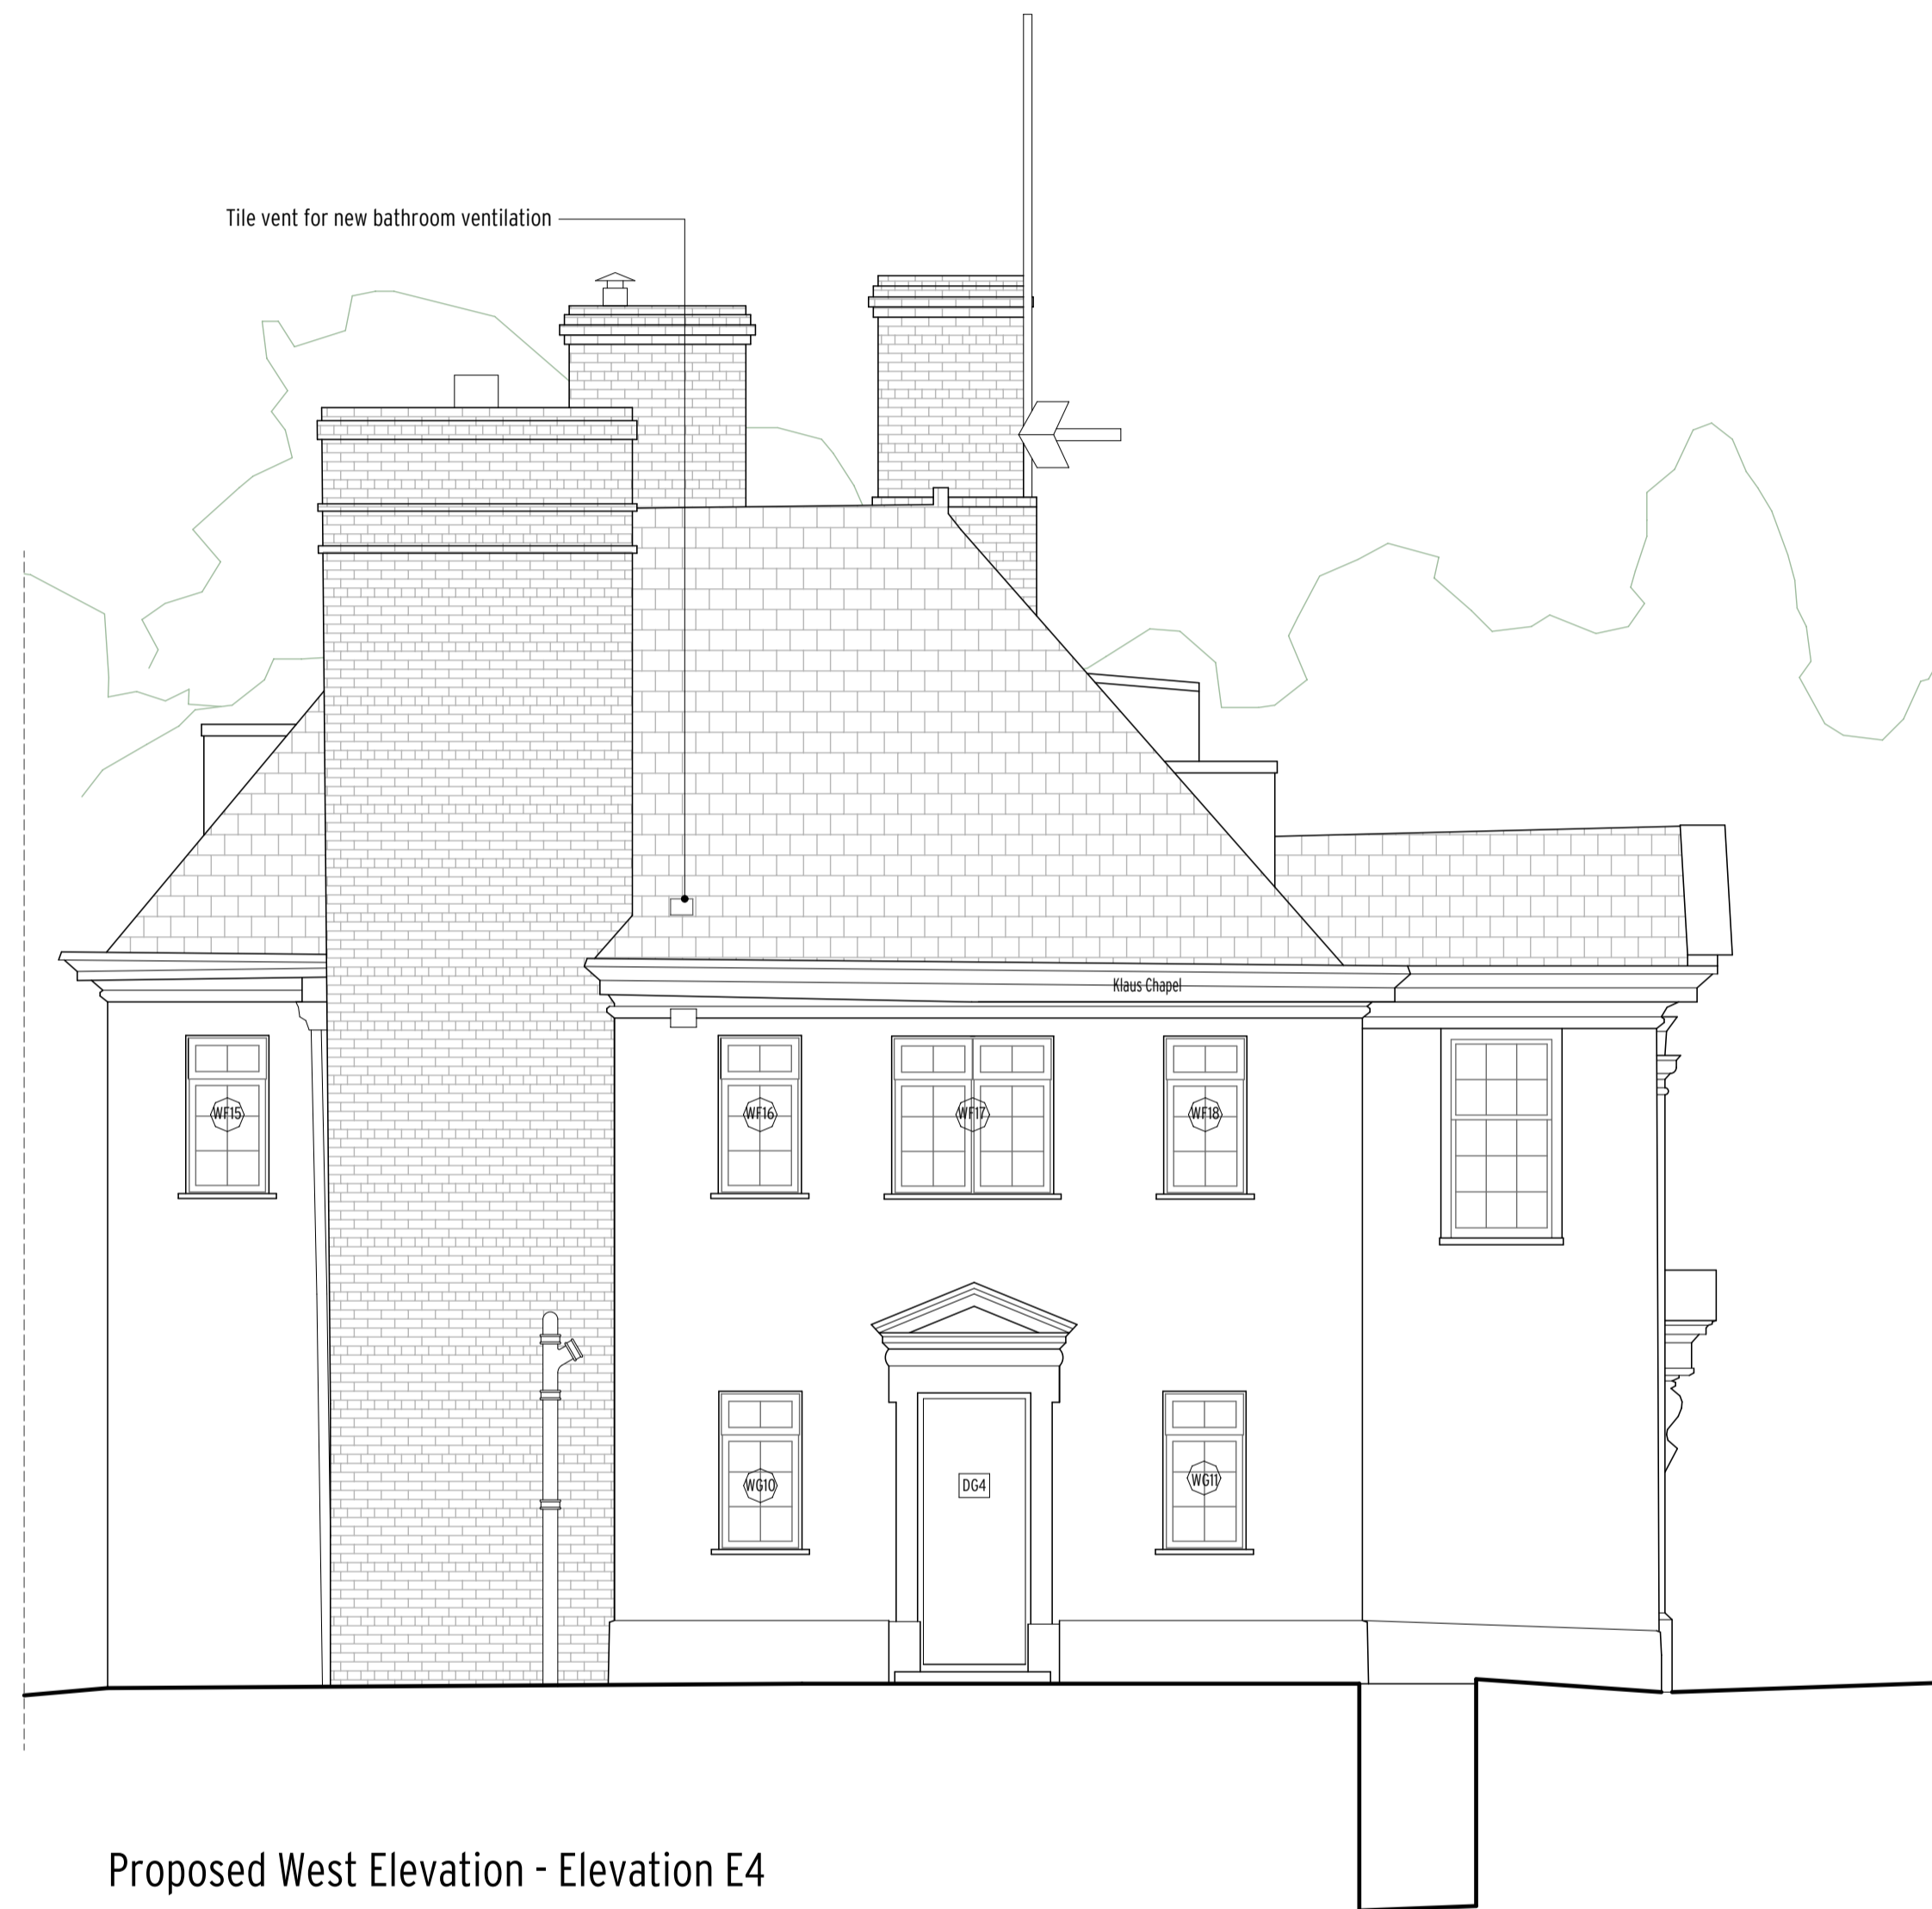 Tile vent for new bathroom ventilation
Klaus Chapel
WF15
WF16
WF17
WF18
WG10
DG4
WG11
Proposed West Elevation - Elevation E4